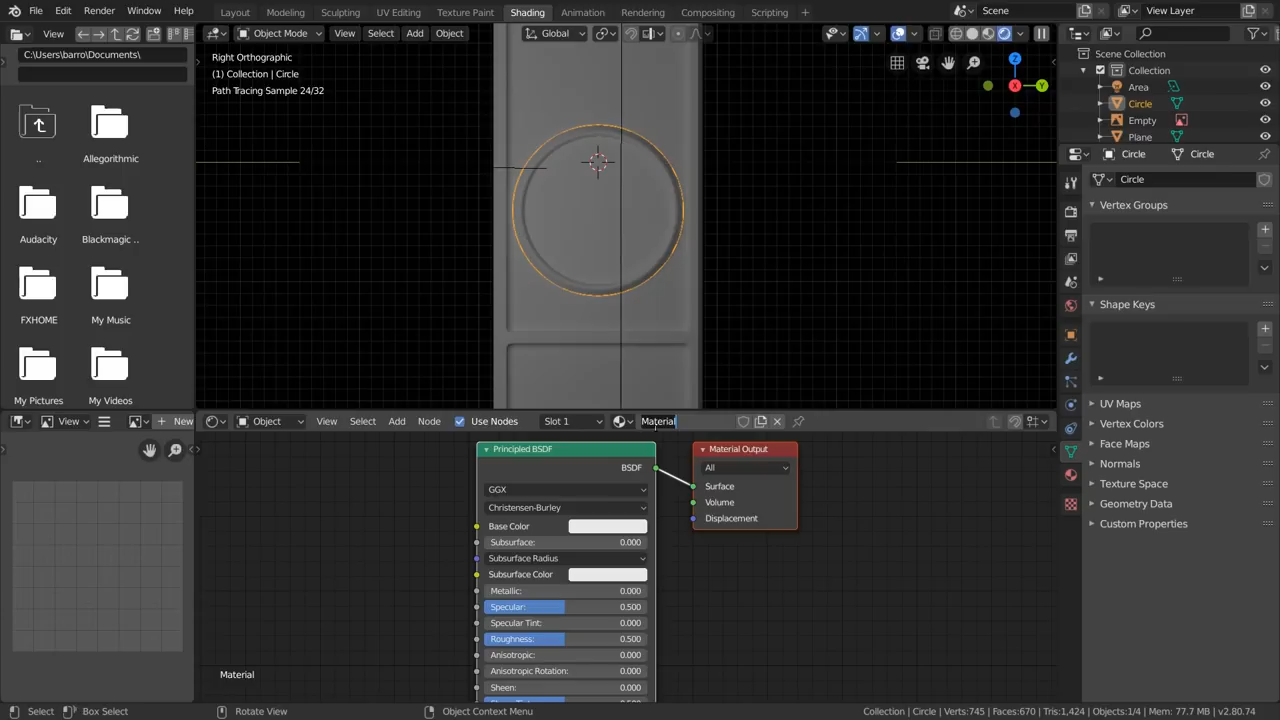 File Edit Render Window Help
Layout Modeling Sculpting UV Editing Texture Paint Shading Animation Rendering Compositing Scripting +
Scene
View Layer
View
C:\Users\barro\Documents\
..
Allegorithmic
Audacity
Blackmagic ..
FXHOME
My Music
My Pictures
My Videos
Object Mode View Select Add Object
Global
Right Orthographic
(1) Collection | Circle
Path Tracing Sample 24/32
Z
X
Y
Scene Collection
Collection
Area
Circle
Empty
Plane
Circle Circle
Circle
Vertex Groups
Shape Keys
UV Maps
Vertex Colors
Face Maps
Normals
Texture Space
Geometry Data
Custom Properties
View New
Object View Select Add Node Use Nodes Slot 1 Material
Principled BSDF
BSDF
GGX
Christensen-Burley
Base Color
Subsurface: 0.000
Subsurface Radius
Subsurface Color
Metallic: 0.000
Specular: 0.500
Specular Tint: 0.000
Roughness: 0.500
Anisotropic: 0.000
Anisotropic Rotation: 0.000
Sheen: 0.000
Material Output
All
Surface
Volume
Displacement
Material
Select Box Select Rotate View Object Context Menu
Collection | Circle | Verts:745 | Faces:670 | Tris:1,424 | Objects:1/4 | Mem: 77.7 MB | v2.80.74